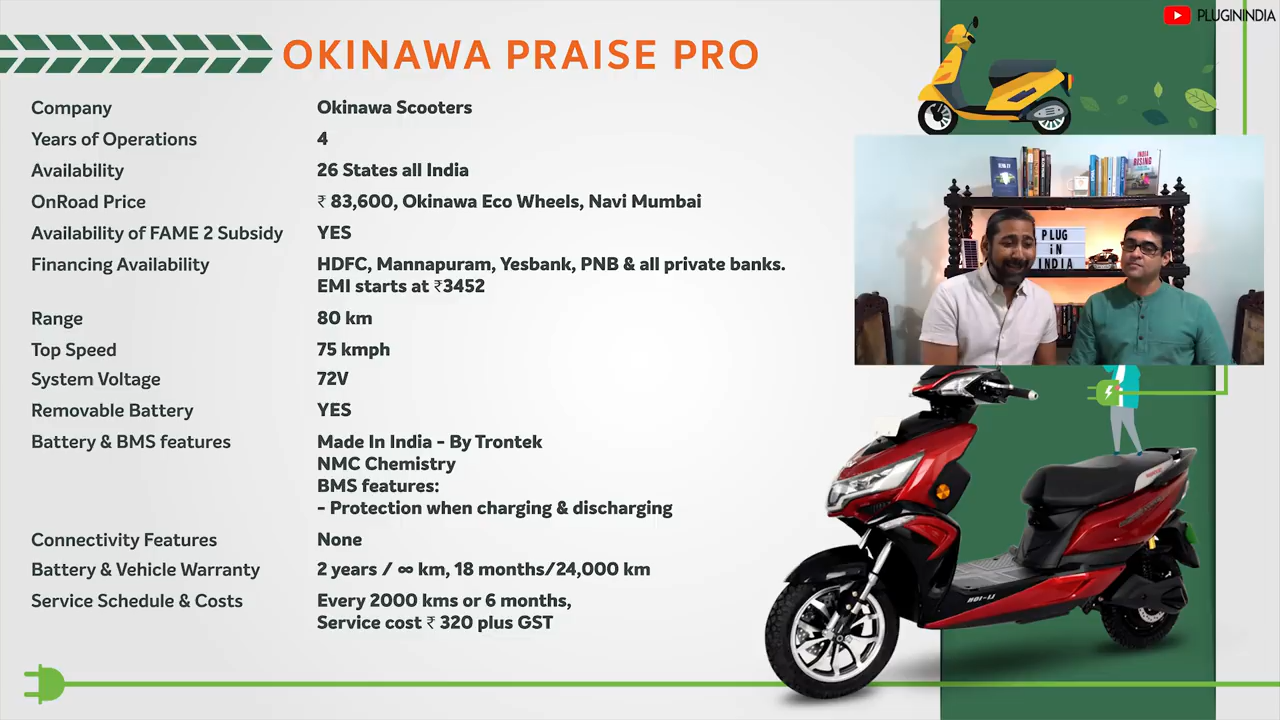 PLUGININDIA
OKINAWA PRAISE PRO
Company Okinawa Scooters
Years of Operations 4
Availability 26 States all India
OnRoad Price ₹ 83,600, Okinawa Eco Wheels, Navi Mumbai
Availability of FAME 2 Subsidy YES
Financing Availability HDFC, Mannapuram, Yesbank, PNB & all private banks.
EMI starts at ₹3452
Range 80 km
Top Speed 75 kmph
System Voltage 72V
Removable Battery YES
Battery & BMS features Made In India - By Trontek
NMC Chemistry
BMS features:
- Protection when charging & discharging
Connectivity Features None
Battery & Vehicle Warranty 2 years / ∞ km, 18 months/24,000 km
Service Schedule & Costs Every 2000 kms or 6 months,
Service cost ₹ 320 plus GST
INDIA
RISING
PLUG
iN
INDIA